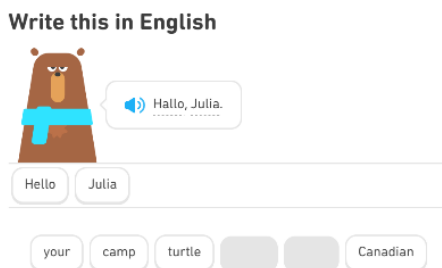 Write this in English
Hallo, Julia.
Hello Julia
your camp turtle Canadian